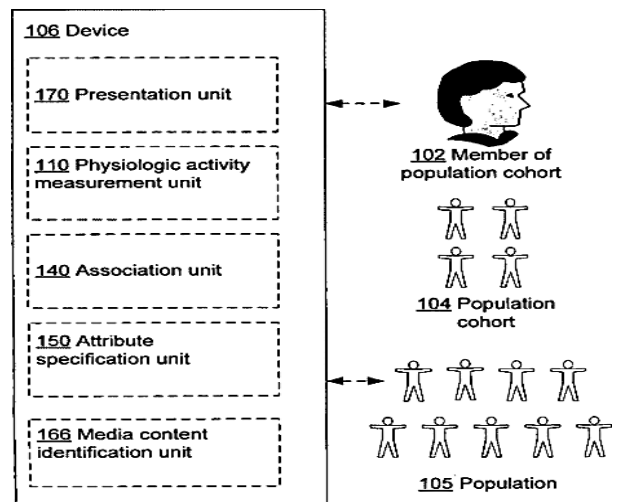 106 Device
170 Presentation unit
110 Physiologic activity
measurement unit
140 Association unit
150 Attribute
specification unit
166 Media content
identification unit
102 Member of
population cohort
104 Population
cohort
105 Population